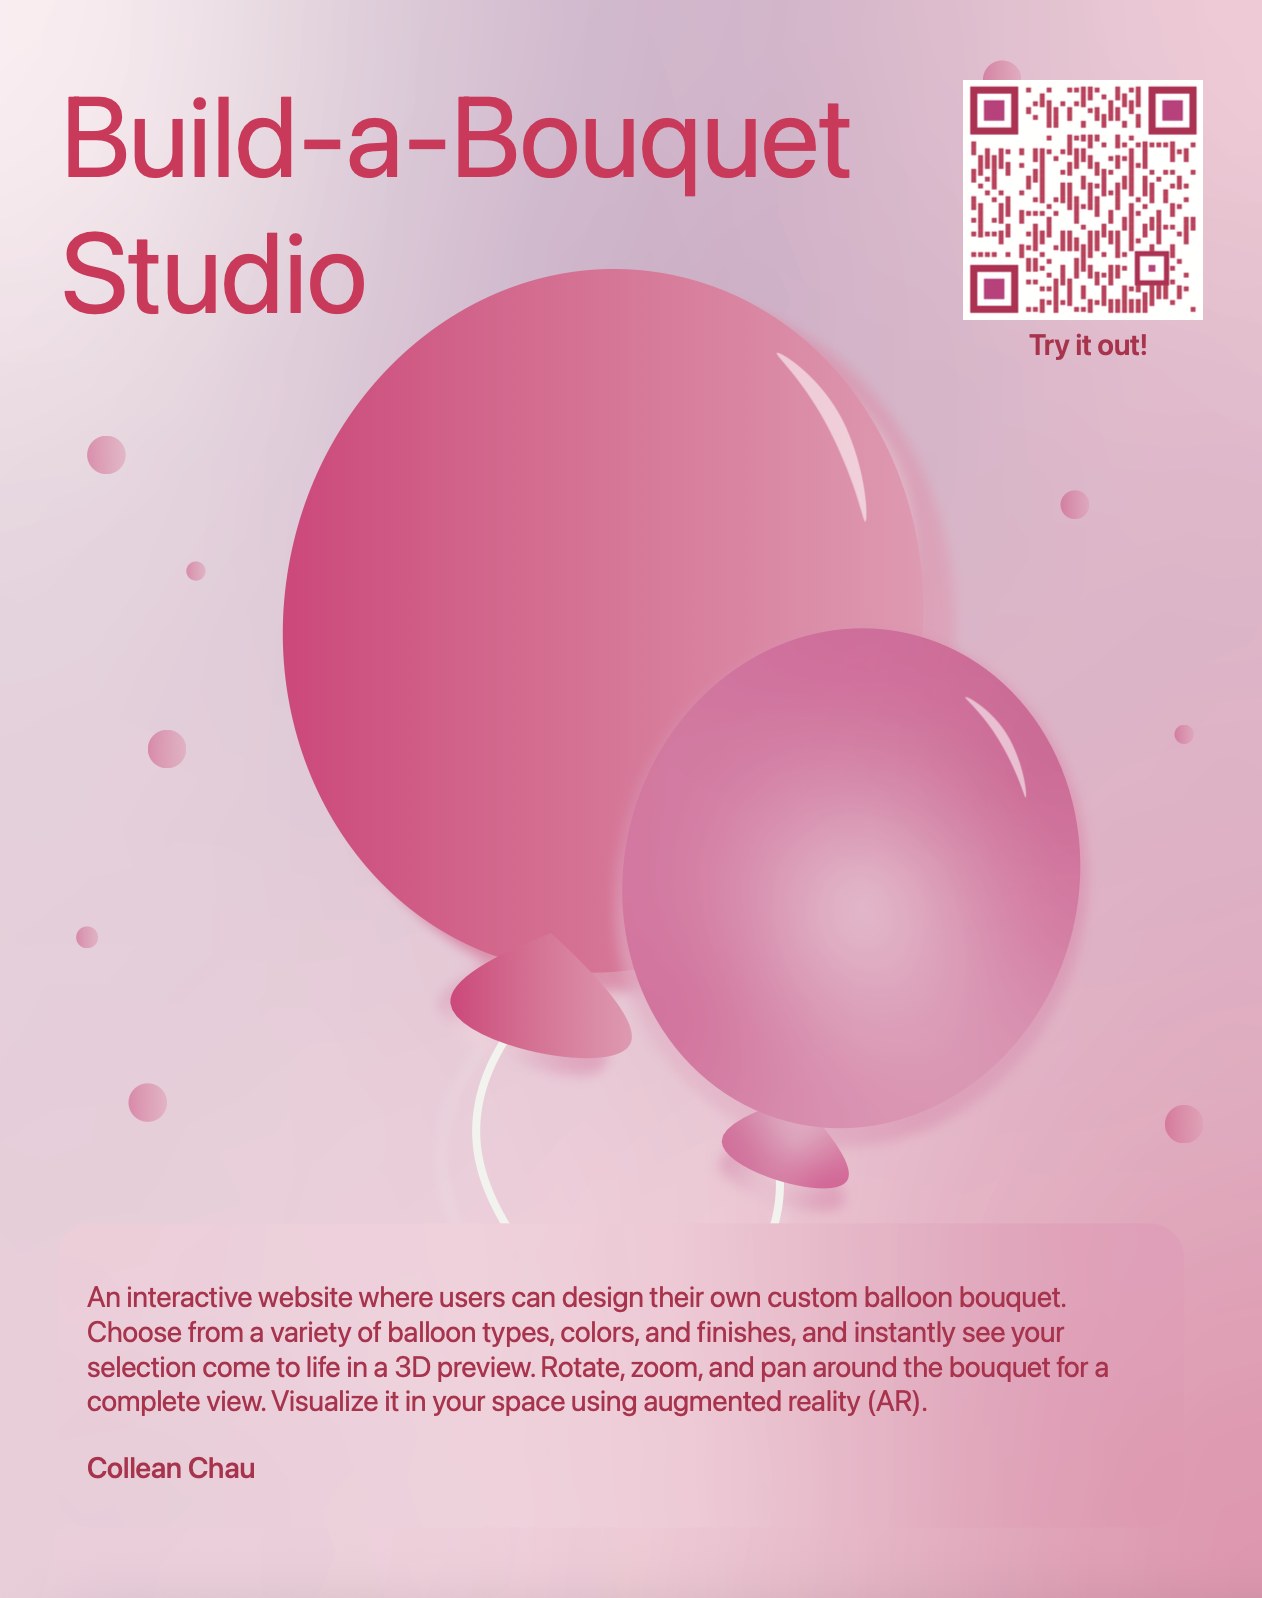 Build-a-Bouquet
Studio
Try it out!
An interactive website where users can design their own custom balloon bouquet.
Choose from a variety of balloon types, colors, and finishes, and instantly see your
selection come to life in a 3D preview. Rotate, zoom, and pan around the bouquet for a
complete view. Visualize it in your space using augmented reality (AR).
Collean Chau